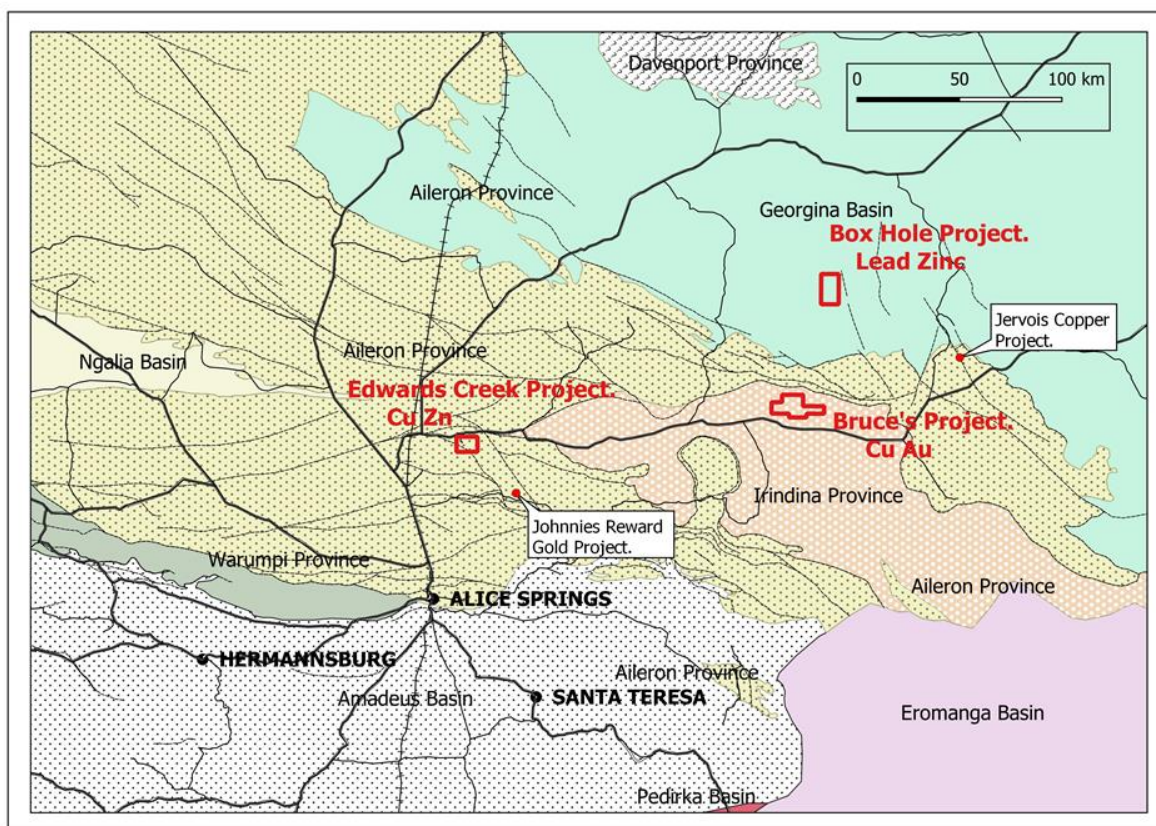 Davenport Province
0 50 100 km
Aileron Province
Georgina Basin
Box Hole Project.
Lead Zinc
Jervois Copper
Project.
Ngalia Basin
Aileron Province
Edwards Creek Project.
Cu Zn
Bruce's Project.
Cu Au
Irindina Province
Johnnies Reward
Gold Project.
Warumpi Province
Aileron Province
ALICE SPRINGS
HERMANNSBURG
Aileron Province
Amadeus Basin
SANTA TERESA
Eromanga Basin
Pedirka Basin